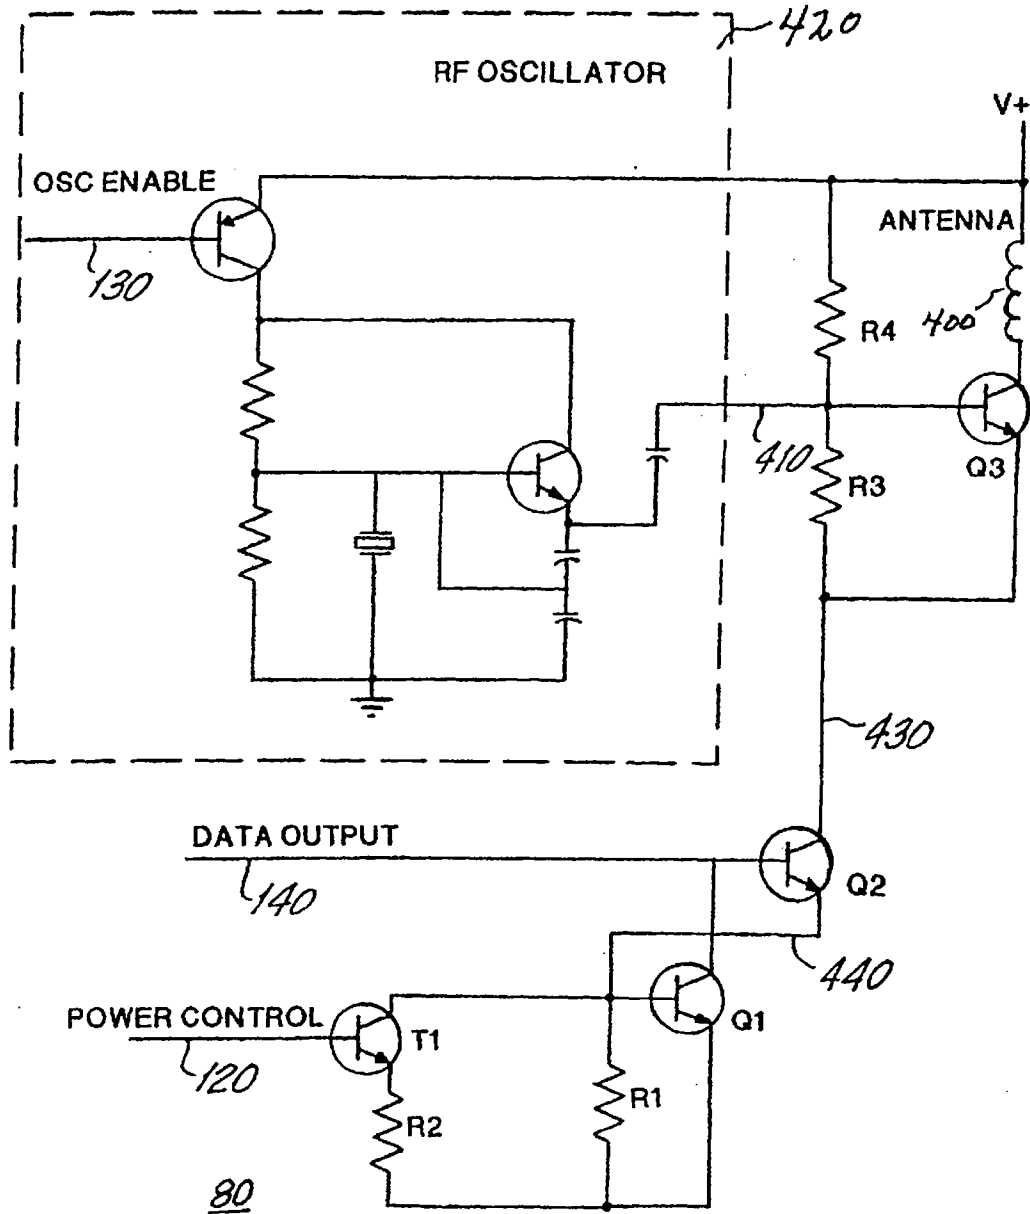 420
RF OSCILLATOR
V+
OSC ENABLE
ANTENNA
130
R4
400
410
R3
Q3
430
DATA OUTPUT
140
Q2
440
POWER CONTROL
T1
Q1
120
R2
R1
80